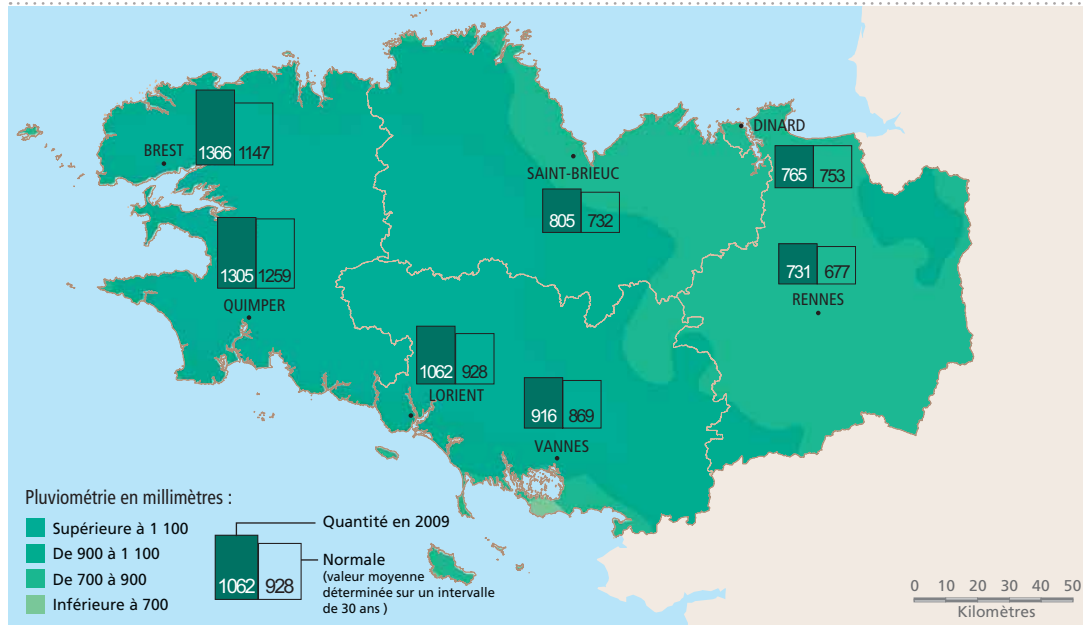 DINARD
BREST
1366 1147
SAINT-BRIEUC
765 753
805 732
1305 1259
731 677
QUIMPER
RENNES
1062 928
LORIENT
916 869
VANNES
Pluviométrie en millimètres :
Supérieure à 1 100
De 900 à 1 100
De 700 à 900
Inférieure à 700
Quantité en 2009
Normale
(valeur moyenne
déterminée sur un intervalle
de 30 ans )
1062 928
0 10 20 30 40 50
Kilomètres